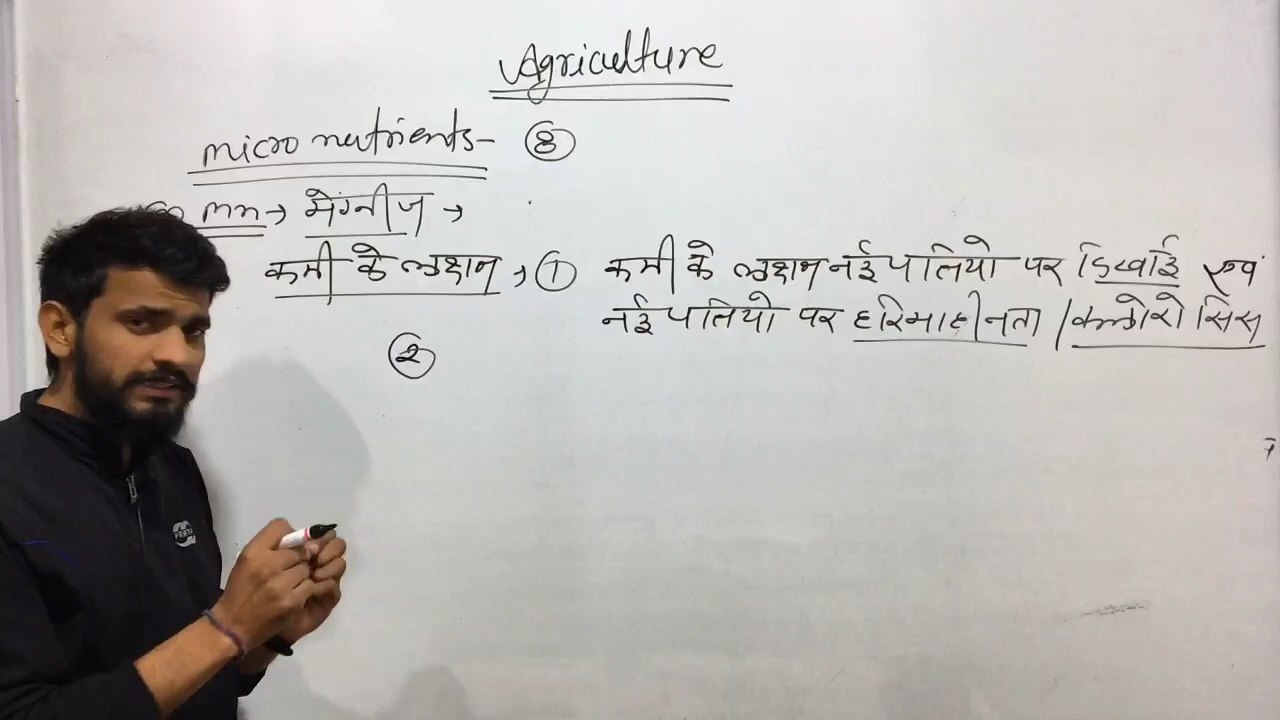 Agriculture
micro nutrients- 8
mn → मेंग्नीज →
कमी के लक्षण, 1 कमी के लक्षण नई पतियो पर दिखाई एवं
नई पतियो पर हरिमाहीनता / क्लोरोसिस
2